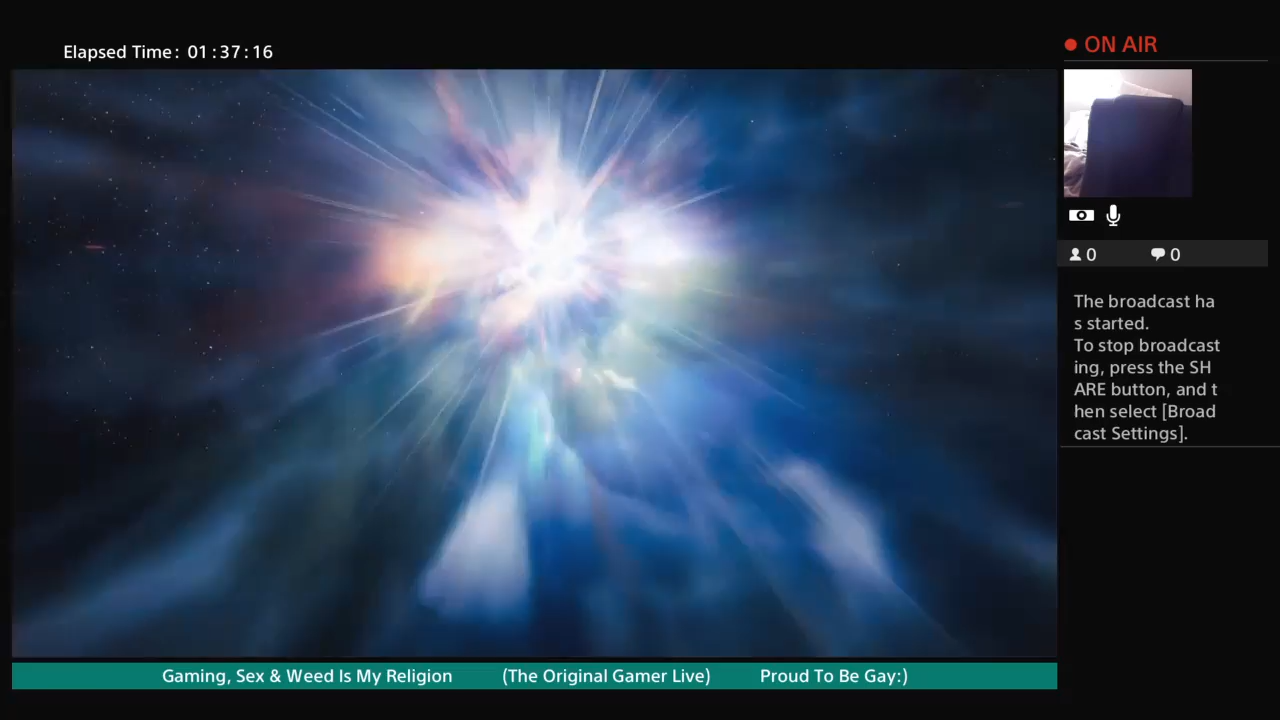 Elapsed Time: 01:37:16
ON AIR
0 0
The broadcast ha
s started.
To stop broadcast
ing, press the SH
ARE button, and t
hen select [Broad
cast Settings].
Gaming, Sex & Weed Is My Religion (The Original Gamer Live) Proud To Be Gay:)